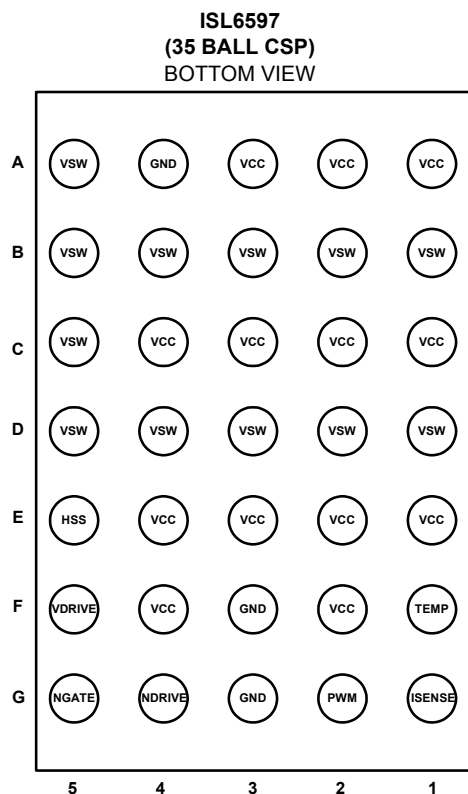 ISL6597
(35 BALL CSP)
BOTTOM VIEW
A VSW GND VCC VCC VCC
B VSW VSW VSW VSW VSW
C VSW VCC VCC VCC VCC
D VSW VSW VSW VSW VSW
E HSS VCC VCC VCC VCC
F VDRIVE VCC GND VCC TEMP
G NGATE NDRIVE GND PWM ISENSE
5 4 3 2 1